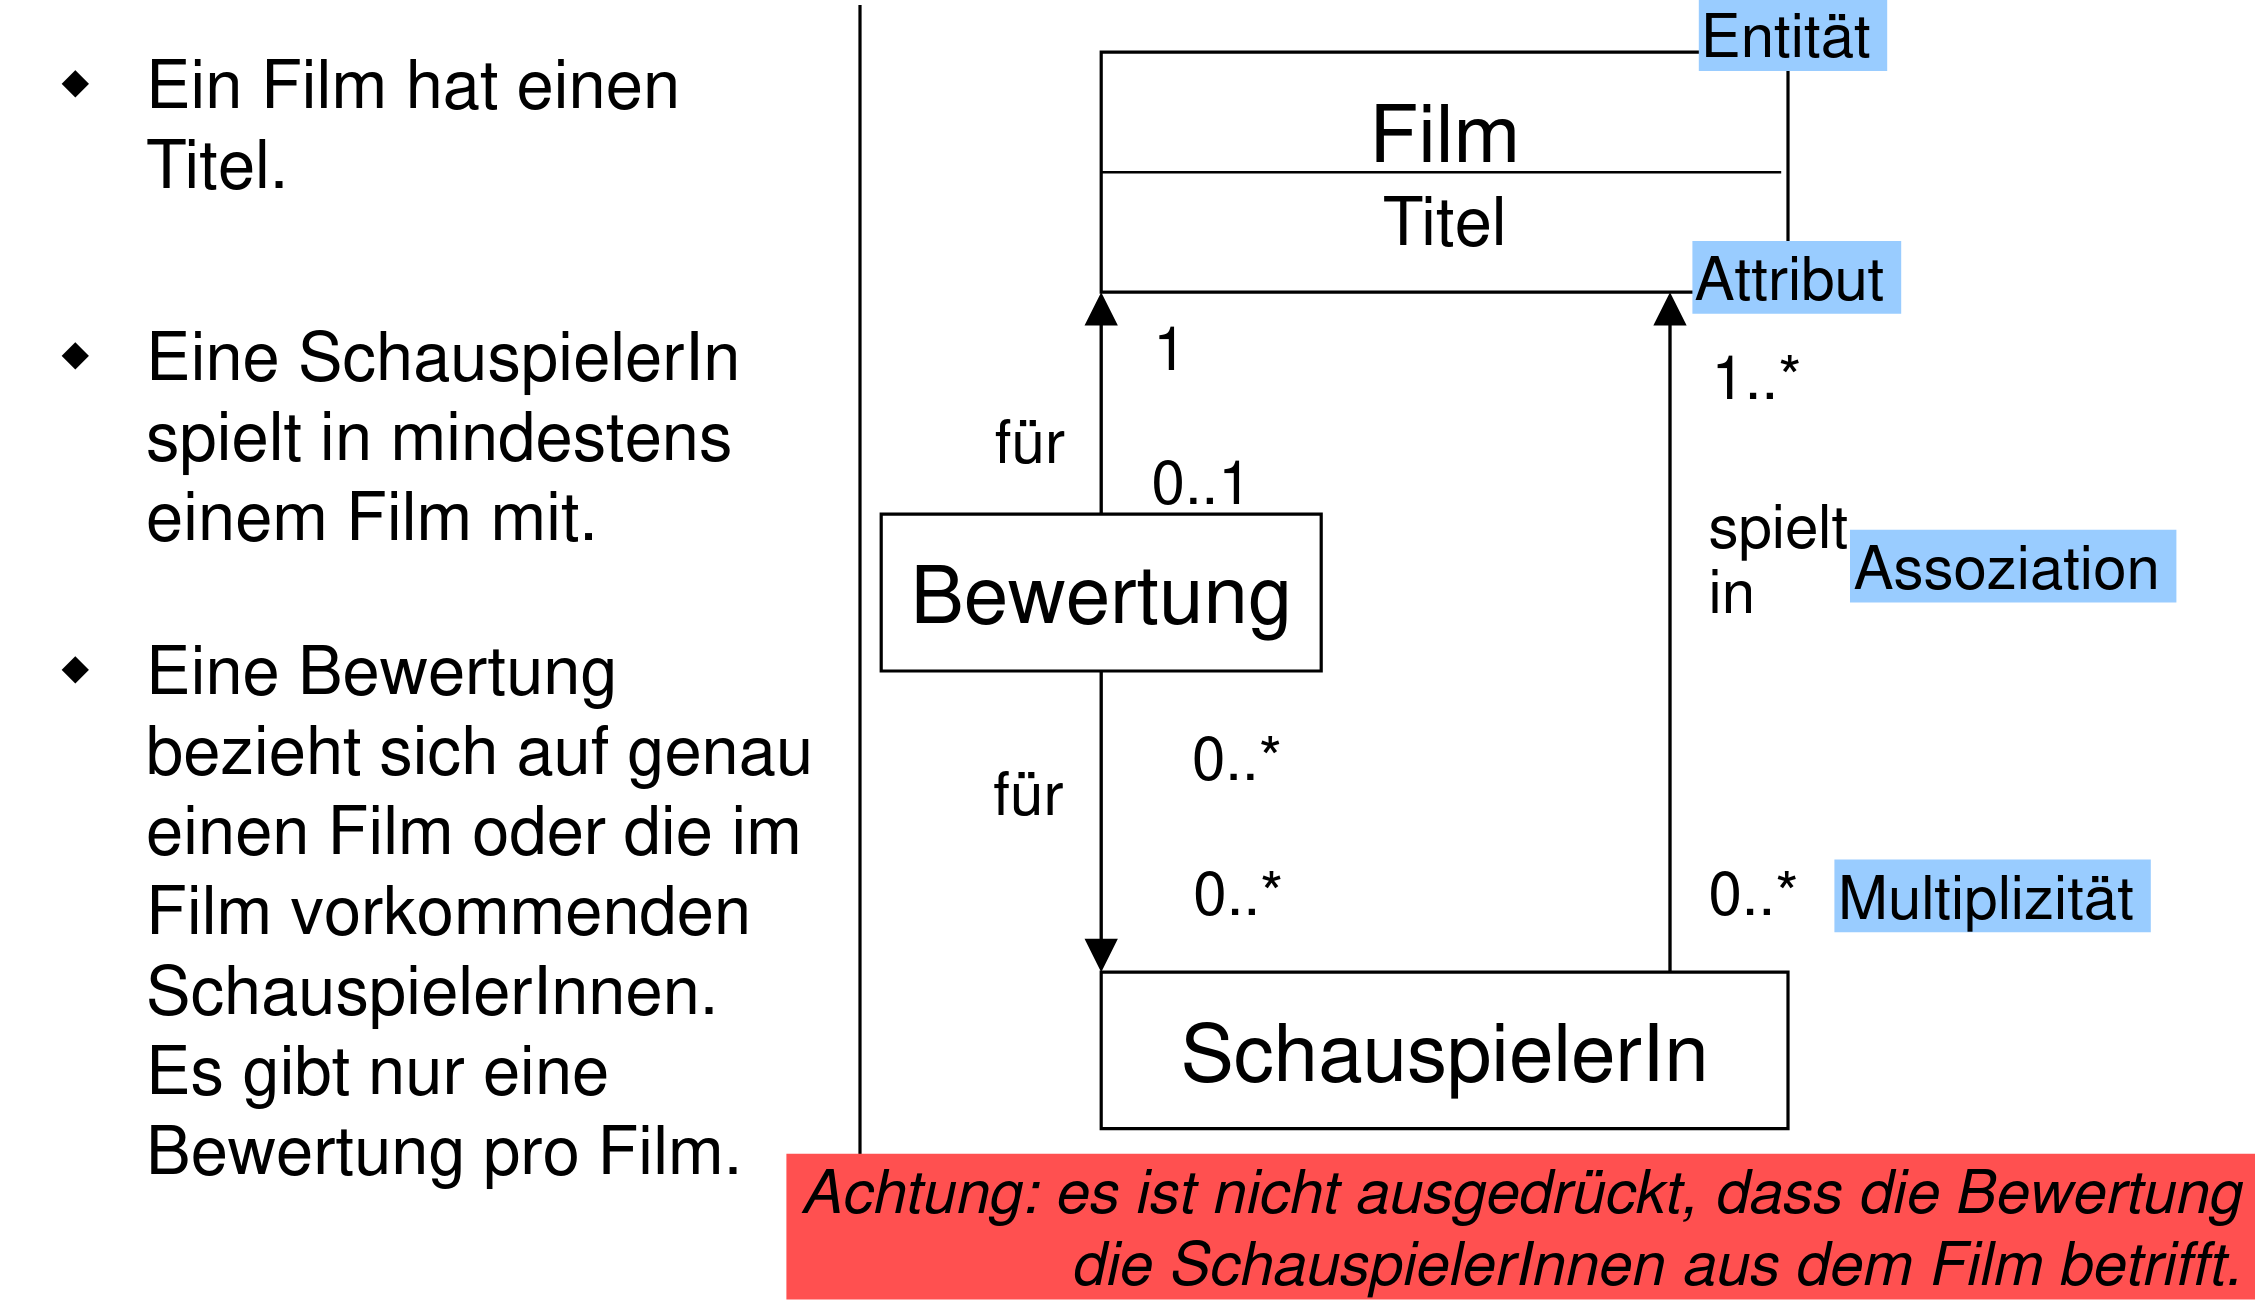 Ein Film hat einen
Titel.
Eine SchauspielerIn
spielt in mindestens
einem Film mit.
Eine Bewertung
bezieht sich auf genau
einen Film oder die im
Film vorkommenden
SchauspielerInnen.
Es gibt nur eine
Bewertung pro Film.
Entität
Film
Titel
Attribut
1
1..*
für
0..1
spielt
in
Assoziation
Bewertung
0..*
für
0..*
0..*
Multiplizität
SchauspielerIn
Achtung: es ist nicht ausgedrückt, dass die Bewertung
die SchauspielerInnen aus dem Film betrifft.